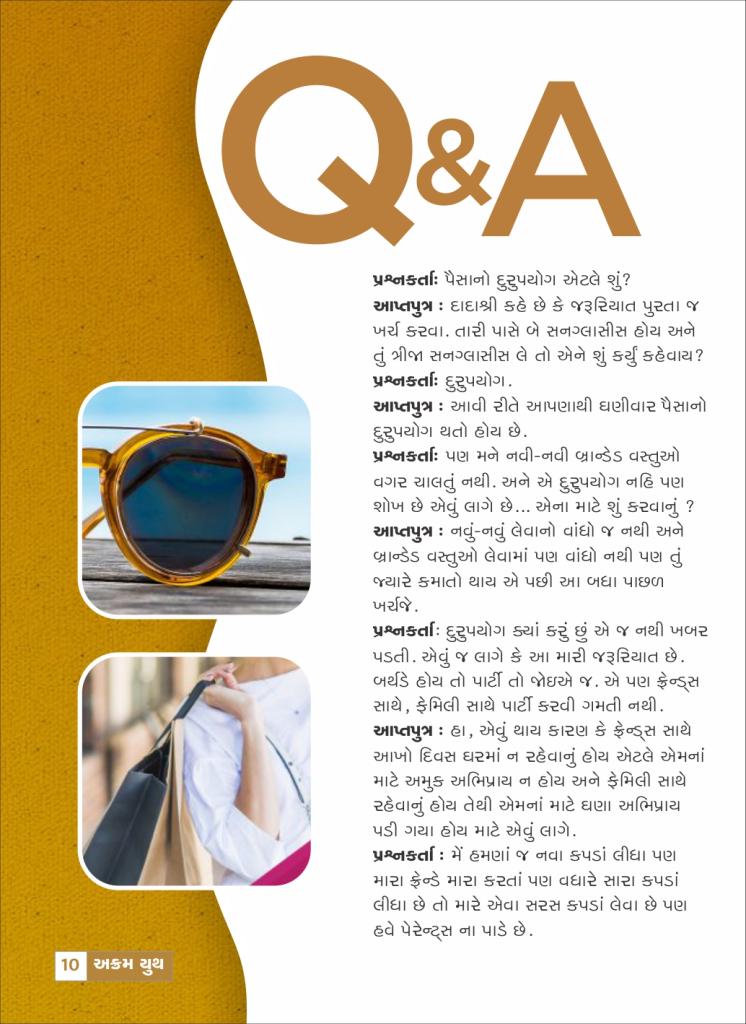 Q&A
પ્રશ્નકર્તાઃ પૈસાનો દુરુપયોગ એટલે શું?
આપ્તપુત્ર : દાદાશ્રી કહે છે કે જરૂરિયાત પુરતા જ
ખર્ચ કરવા. તારી પાસે બે સનગ્લાસીસ હોય અને
તું ત્રીજા સનગ્લાસીસ લે તો એને શું કર્યું કહેવાય?
પ્રશ્નકર્તાઃ દુરુપયોગ.
આપ્તપુત્ર : આવી રીતે આપણાથી ઘણીવાર પૈસાનો
દુરુપયોગ થતો હોય છે.
પ્રશ્નકર્તાઃ પણ મને નવી-નવી બ્રાન્ડેડ વસ્તુઓ
વગર ચાલતું નથી. અને એ દુરુપયોગ નહિ પણ
શોખ છે એવું લાગે છે... એના માટે શું કરવાનું ?
આપ્તપુત્ર : નવું-નવું લેવાનો વાંધો જ નથી અને
બ્રાન્ડેડ વસ્તુઓ લેવામાં પણ વાંધો નથી પણ તું
જ્યારે કમાતો થાય એ પછી આ બધા પાછળ
ખર્ચજે.
પ્રશ્નકર્તા: દુરુપયોગ ક્યાં કરું છું એ જ નથી ખબર
પડતી. એવું જ લાગે કે આ મારી જરૂરિયાત છે.
બર્થડે હોય તો પાર્ટી તો જોઇએ જ. એ પણ ફ્રેન્ડ્સ
સાથે, ફેમિલી સાથે પાર્ટી કરવી ગમતી નથી.
આપ્તપુત્ર : હા, એવું થાય કારણ કે ફ્રેન્ડ્સ સાથે
આખો દિવસ ઘરમાં ન રહેવાનું હોય એટલે એમનાં
માટે અમુક અભિપ્રાય ન હોય અને ફેમિલી સાથે
રહેવાનું હોય તેથી એમનાં માટે ઘણા અભિપ્રાય
પડી ગયા હોય માટે એવું લાગે.
પ્રશ્નકર્તા : મેં હમણાં જ નવા કપડાં લીધા પણ
મારા ફ્રેન્ડે મારા કરતાં પણ વધારે સારા કપડાં
લીધા છે તો મારે એવા સરસ કપડાં લેવા છે પણ
હવે પેરેન્ટ્સ ના પાડે છે.
10 અક્રમ યુથ